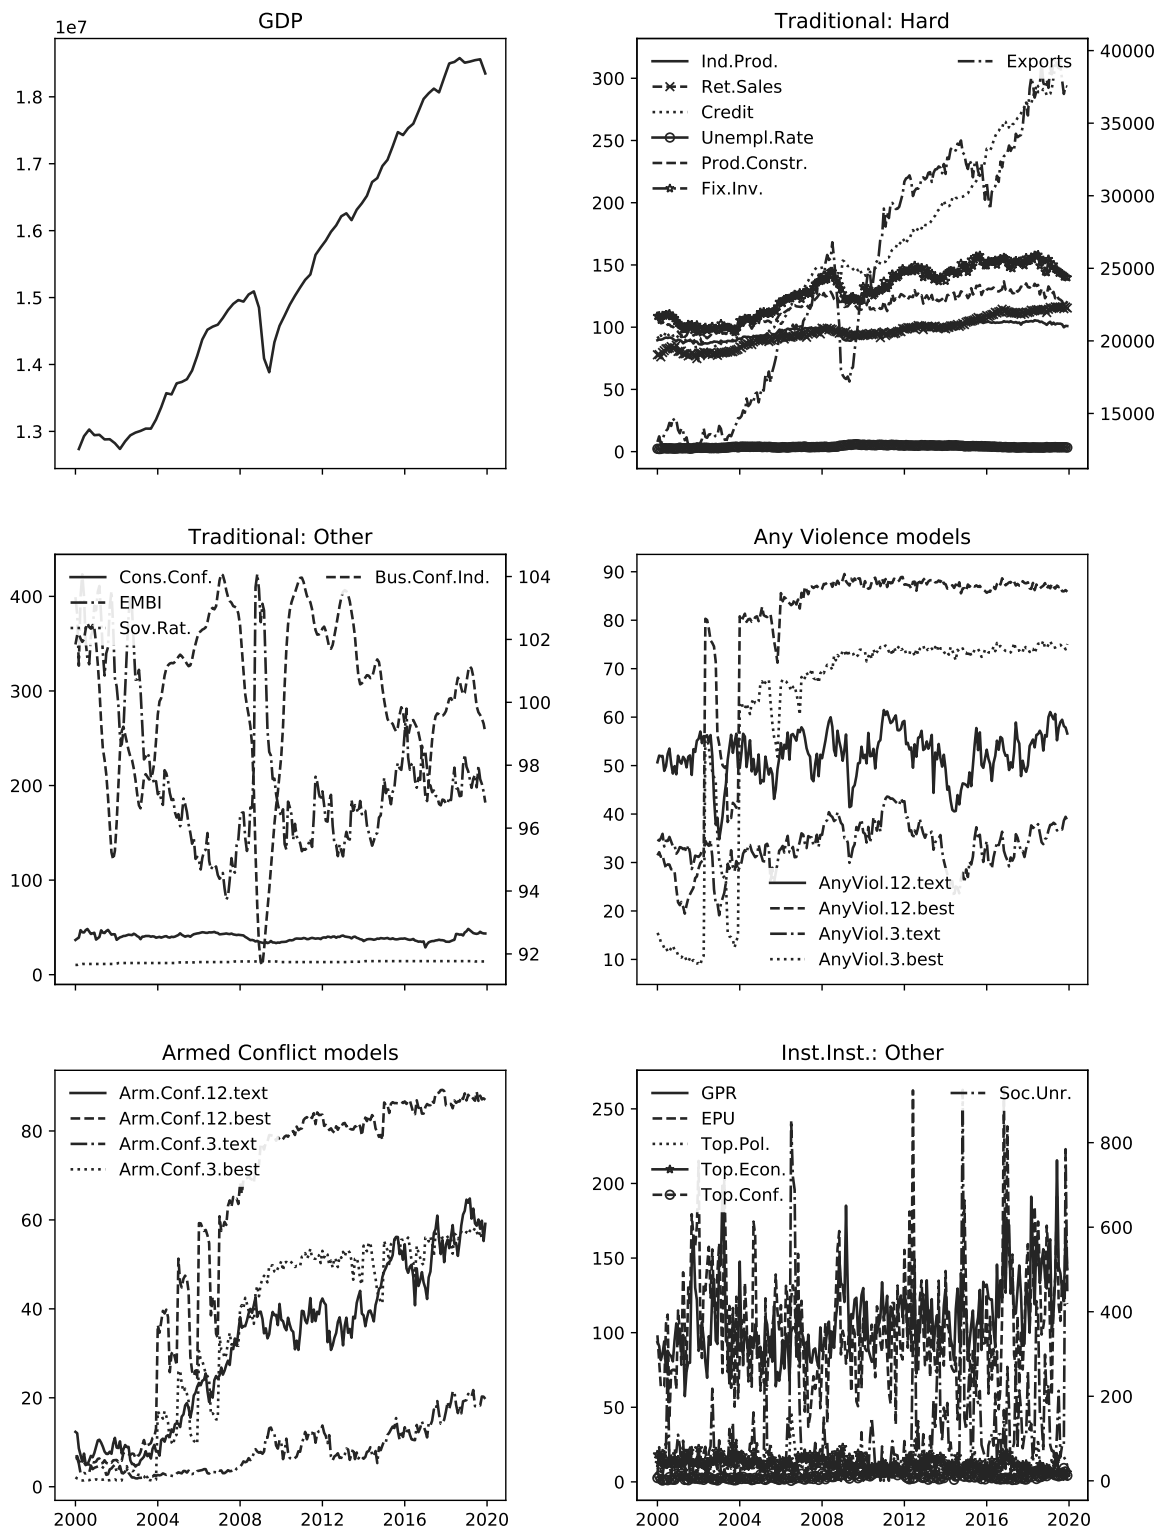 GDP
1e7
1.8
1.7
1.6
1.5
1.4
1.3
2000 2004 2008 2012 2016 2020
Traditional: Hard
Ind.Prod.
Ret.Sales
Credit
Unempl.Rate
Prod.Constr.
Fix.Inv.
Exports
300
250
200
150
100
50
0
40000
35000
30000
25000
20000
15000
Traditional: Other
Cons.Conf.
EMBI
Sov.Rat.
Bus.Conf.Ind.
400
300
200
100
0
104
102
100
98
96
94
92
Any Violence models
90
80
70
60
50
40
30
20
10
AnyViol.12.text
AnyViol.12.best
AnyViol.3.text
AnyViol.3.best
Armed Conflict models
Arm.Conf.12.text
Arm.Conf.12.best
Arm.Conf.3.text
Arm.Conf.3.best
80
60
40
20
0
Inst.Inst.: Other
GPR
EPU
Top.Pol.
Top.Econ.
Top.Conf.
Soc.Unr.
250
200
150
100
50
0
800
600
400
200
0
2000 2004 2008 2012 2016 2020